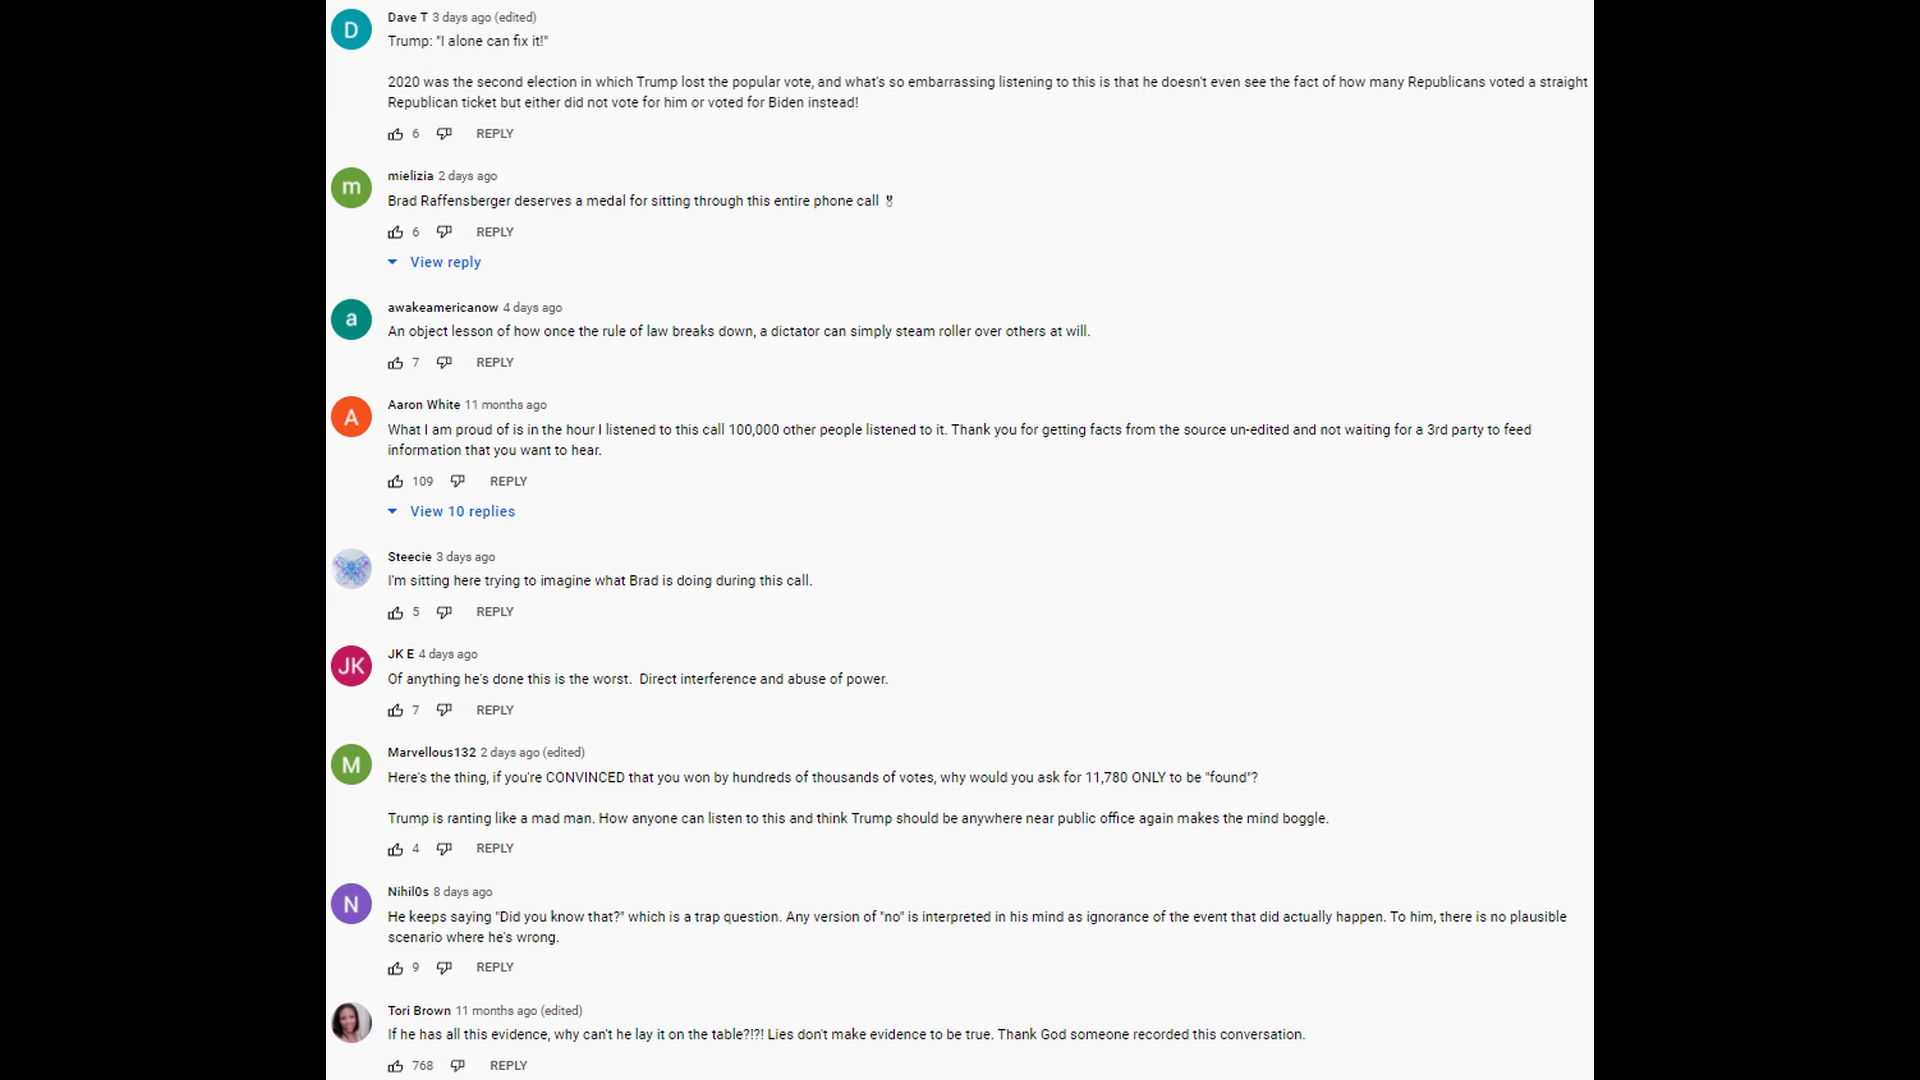 D
Dave T 3 days ago (edited)
Trump: "I alone can fix it!"
2020 was the second election in which Trump lost the popular vote, and what's so embarrassing listening to this is that he doesn't even see the fact of how many Republicans voted a straight
Republican ticket but either did not vote for him or voted for Biden instead!
6 REPLY
m
mielizia 2 days ago
Brad Raffensberger deserves a medal for sitting through this entire phone call 🎖
6 REPLY
View reply
a
awakeamericanow 4 days ago
An object lesson of how once the rule of law breaks down, a dictator can simply steam roller over others at will.
7 REPLY
A
Aaron White 11 months ago
What I am proud of is in the hour I listened to this call 100,000 other people listened to it. Thank you for getting facts from the source un-edited and not waiting for a 3rd party to feed
information that you want to hear.
109 REPLY
View 10 replies
Steecie 3 days ago
I'm sitting here trying to imagine what Brad is doing during this call.
5 REPLY
JK
JK E 4 days ago
Of anything he's done this is the worst.  Direct interference and abuse of power.
7 REPLY
M
Marvellous132 2 days ago (edited)
Here's the thing, if you're CONVINCED that you won by hundreds of thousands of votes, why would you ask for 11,780 ONLY to be "found"?
Trump is ranting like a mad man. How anyone can listen to this and think Trump should be anywhere near public office again makes the mind boggle.
4 REPLY
N
Nihil0s 8 days ago
He keeps saying "Did you know that?" which is a trap question. Any version of "no" is interpreted in his mind as ignorance of the event that did actually happen. To him, there is no plausible
scenario where he's wrong.
9 REPLY
Tori Brown 11 months ago (edited)
If he has all this evidence, why can't he lay it on the table?!?! Lies don't make evidence to be true. Thank God someone recorded this conversation.
768 REPLY